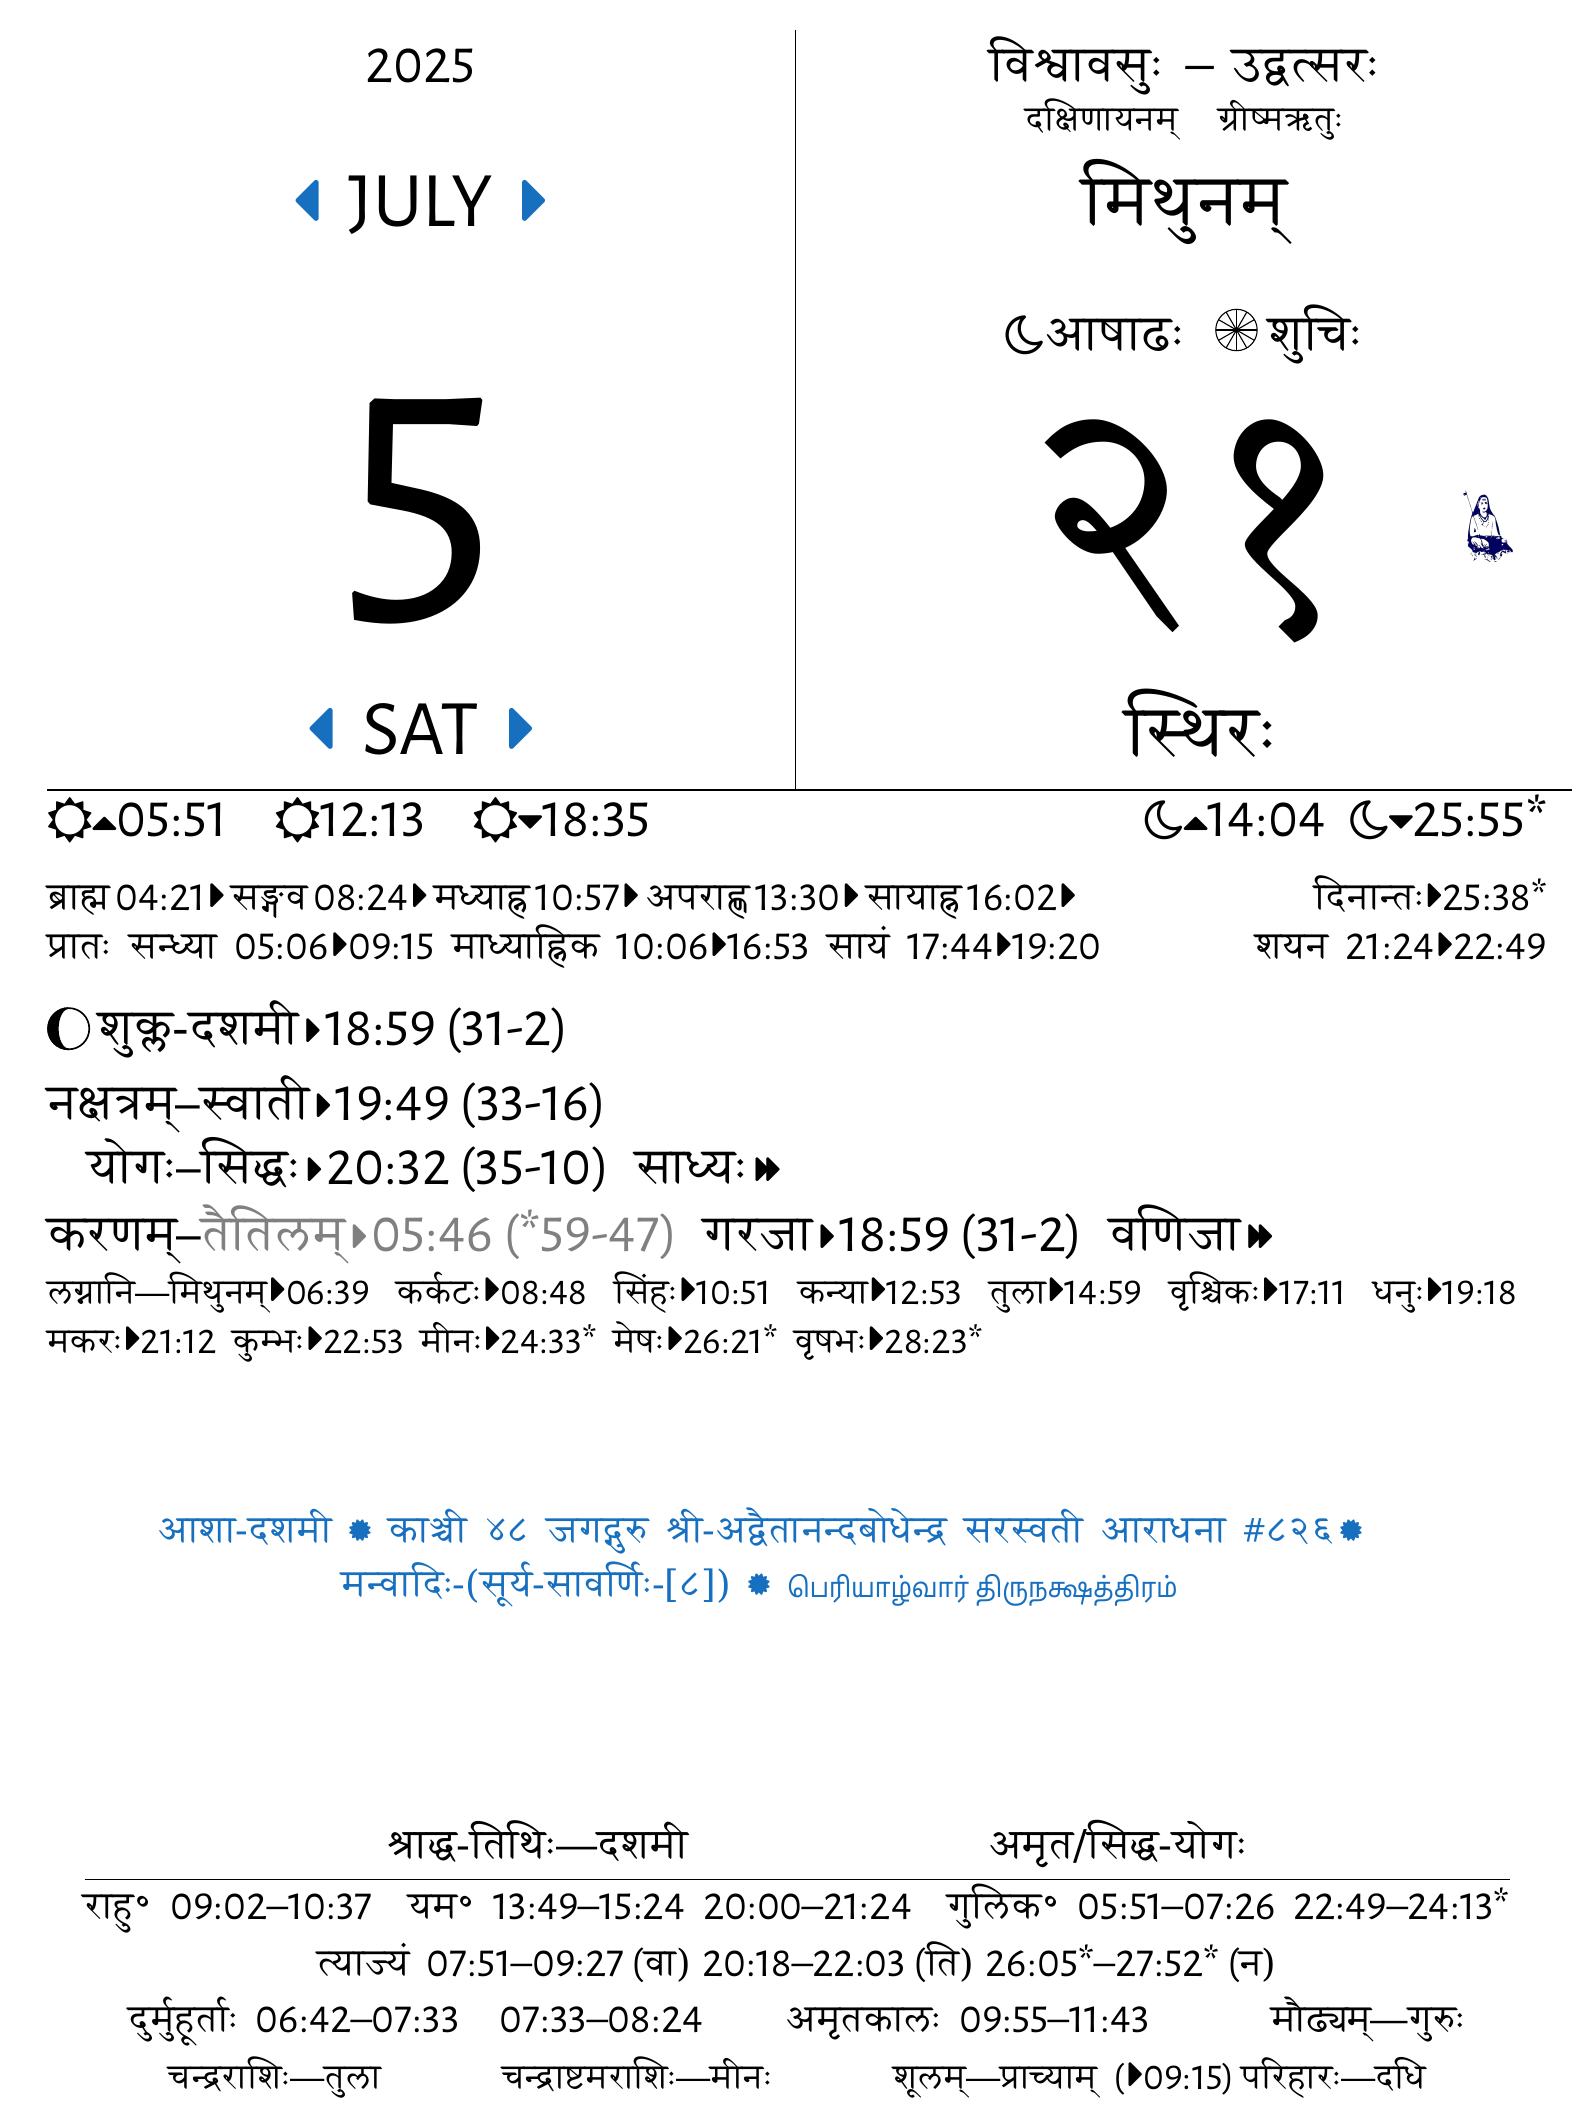 2025
JULY
5
SAT
विश्वावसुः – उद्वत्सरः
दक्षिणायनम् ग्रीष्मऋतुः
मिथुनम्
आषाढः शुचिः
२१
स्थिरः
05:51 12:13 18:35 14:04 25:55*
ब्राह्म 04:21 सङ्गव 08:24 मध्याह्न 10:57 अपराह्ण 13:30 सायाह्न 16:02 दिनान्तः 25:38*
प्रातः सन्ध्या 05:06 09:15 माध्याह्निक 10:06 16:53 सायं 17:44 19:20 शयन 21:24 22:49
शुक्ल-दशमी 18:59 (31-2)
नक्षत्रम्–स्वाती 19:49 (33-16)
योगः–सिद्धः 20:32 (35-10) साध्यः
करणम्–तैतिलम् 05:46 (*59-47) गरजा 18:59 (31-2) वणिजा
लग्नानि—मिथुनम् 06:39 कर्कटः 08:48 सिंहः 10:51 कन्या 12:53 तुला 14:59 वृश्चिकः 17:11 धनुः 19:18
मकरः 21:12 कुम्भः 22:53 मीनः 24:33* मेषः 26:21* वृषभः 28:23*
आशा-दशमी ✹ काञ्ची ४८ जगद्गुरु श्री-अद्वैतानन्दबोधेन्द्र सरस्वती आराधना #८२६ ✹
मन्वादिः-(सूर्य-सावर्णिः-[८]) ✹ பெரியாழ்வார் திருநக்ஷத்திரம்
श्राद्ध-तिथिः—दशमी अमृत/सिद्ध-योगः
राहु॰ 09:02–10:37 यम॰ 13:49–15:24 20:00–21:24 गुलिक॰ 05:51–07:26 22:49–24:13*
त्याज्यं 07:51–09:27 (वा) 20:18–22:03 (ति) 26:05*–27:52* (न)
दुर्मुहूर्ताः 06:42–07:33 07:33–08:24 अमृतकालः 09:55–11:43 मौढ्यम्—गुरुः
चन्द्रराशिः—तुला चन्द्राष्टमराशिः—मीनः शूलम्—प्राच्याम् (09:15) परिहारः—दधि